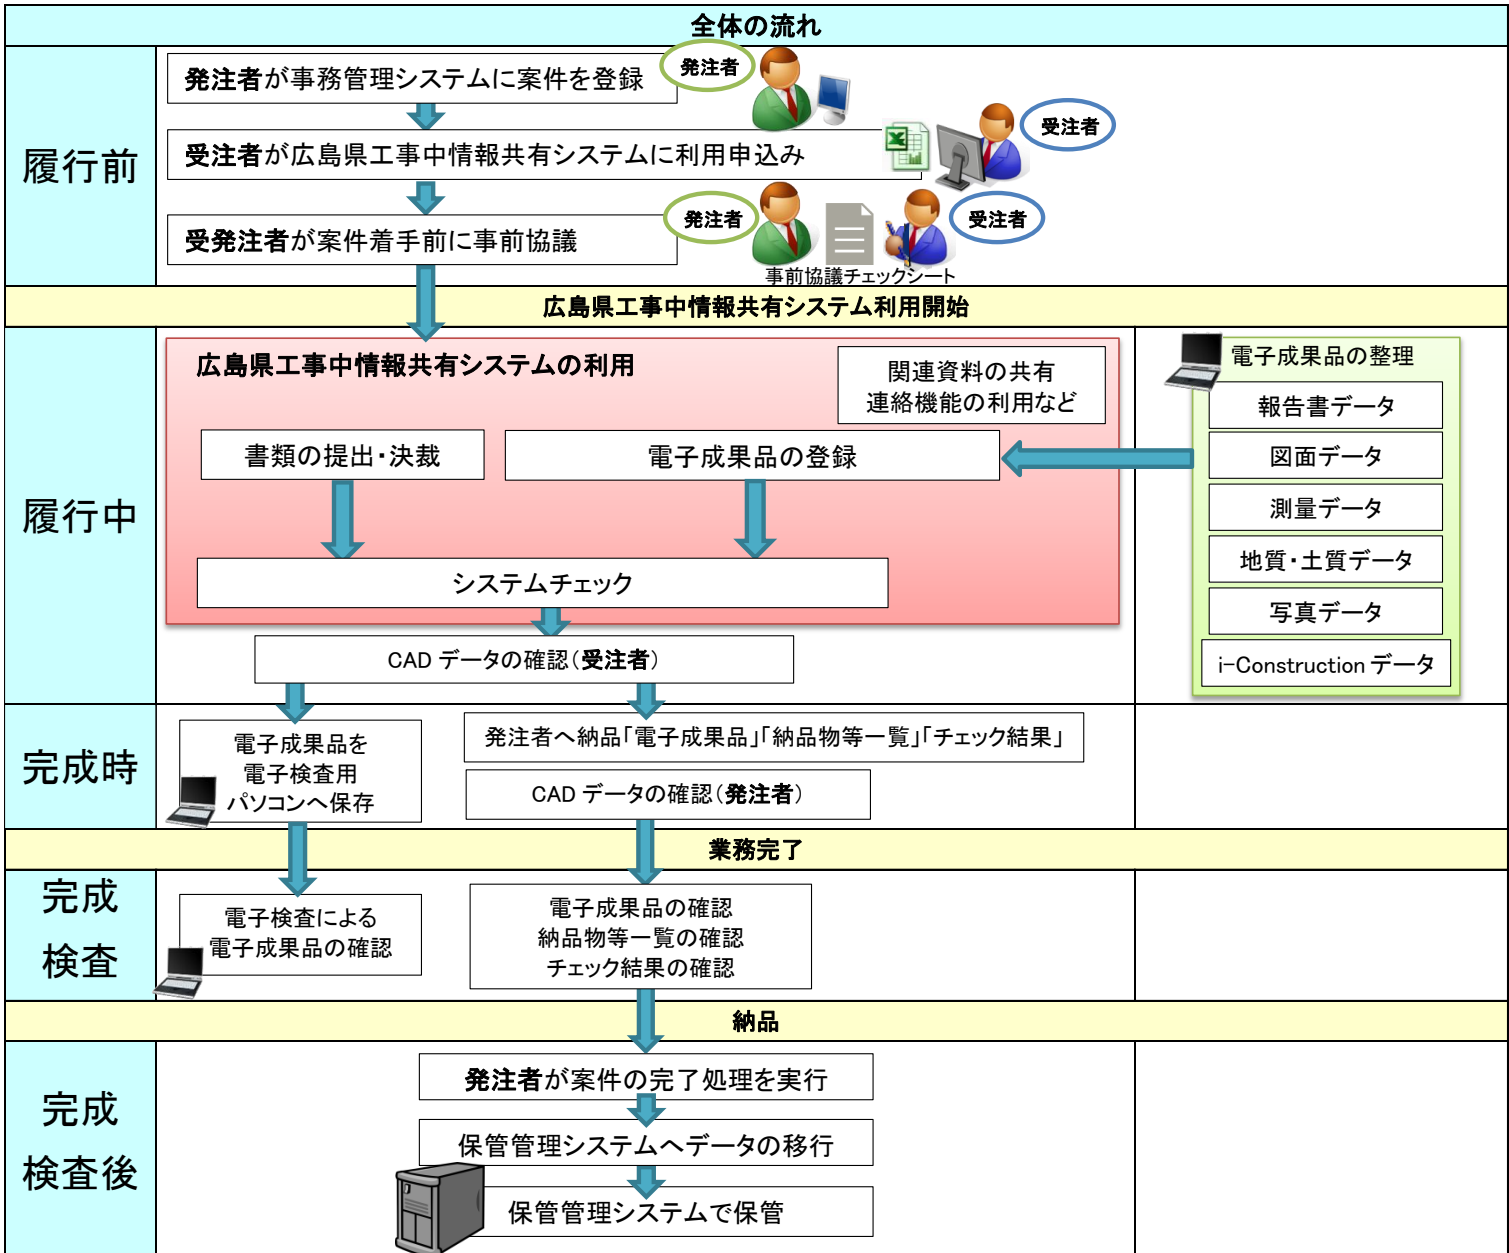 全体の流れ
履行前
発注者が事務管理システムに案件を登録
発注者
受注者が広島県工事中情報共有システムに利用申込み
受注者
受発注者が案件着手前に事前協議
発注者
受注者
事前協議チェックシート
広島県工事中情報共有システム利用開始
履行中
広島県工事中情報共有システムの利用
関連資料の共有
連絡機能の利用など
書類の提出・決裁
電子成果品の登録
システムチェック
CAD データの確認(受注者)
電子成果品の整理
報告書データ
図面データ
測量データ
地質・土質データ
写真データ
i-Construction データ
完成時
電子成果品を
電子検査用
パソコンへ保存
発注者へ納品「電子成果品」「納品物等一覧」「チェック結果」
CAD データの確認(発注者)
業務完了
完成
検査
電子検査による
電子成果品の確認
電子成果品の確認
納品物等一覧の確認
チェック結果の確認
納品
完成
検査後
発注者が案件の完了処理を実行
保管管理システムへデータの移行
保管管理システムで保管